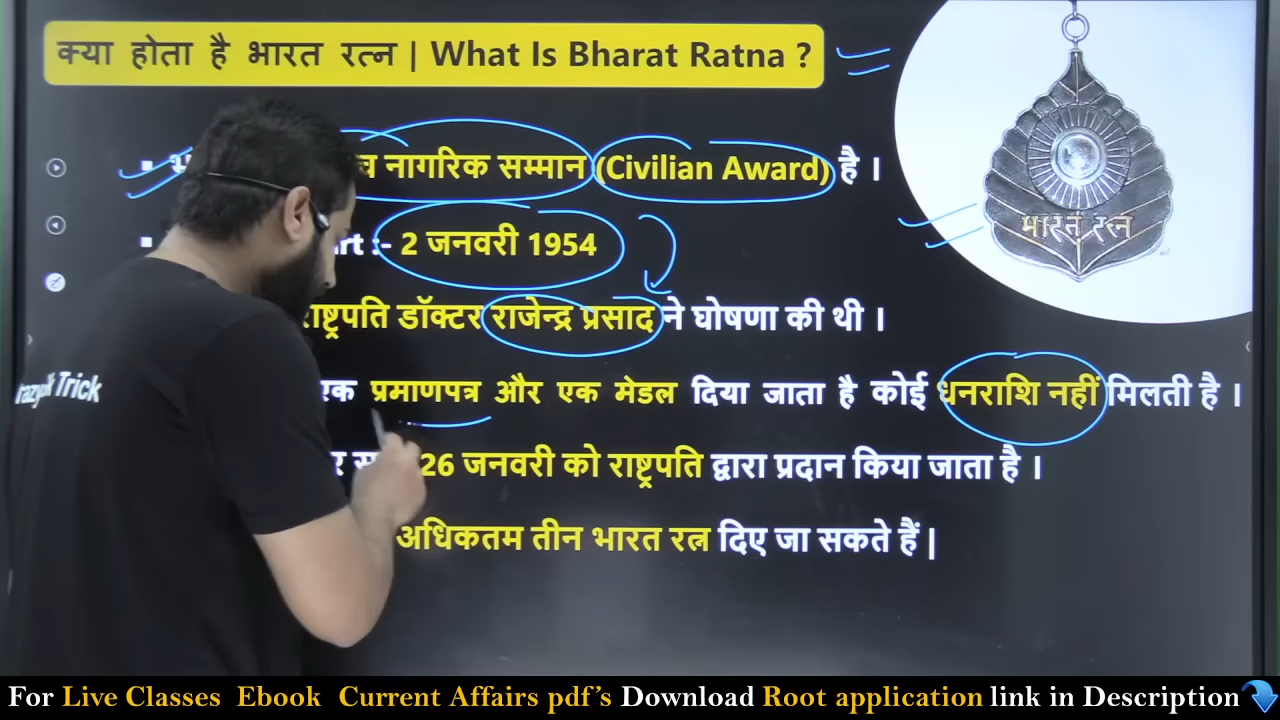 क्या होता है भारत रत्न | What Is Bharat Ratna ?
नागरिक सम्मान (Civilian Award) है ।
:- 2 जनवरी 1954
राष्ट्रपति डॉक्टर राजेन्द्र प्रसाद ने घोषणा की थी ।
एक प्रमाणपत्र और एक मेडल दिया जाता है कोई धनराशि नहीं मिलती है ।
26 जनवरी को राष्ट्रपति द्वारा प्रदान किया जाता है ।
अधिकतम तीन भारत रत्न दिए जा सकते हैं |
भारत रत्न
Trick
For Live Classes Ebook Current Affairs pdf's Download Root application link in Description